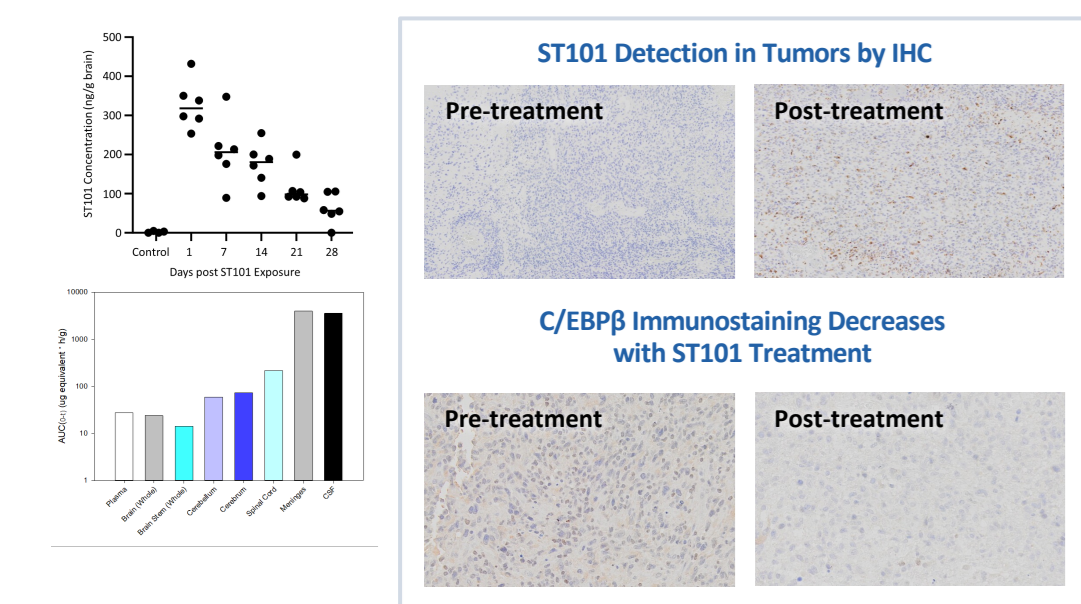 500
400
300
200
100
0
ST101 Concentration (ng/g brain)
Control 1 7 14 21 28
Days post ST101 Exposure
10000
1000
100
10
1
AUC(0-t) (ug equivalent * h/g)
Plasma
Brain (Whole)
Brain Stem (Whole)
Cerebellum
Cerebrum
Spinal Cord
Meninges
CSF
ST101 Detection in Tumors by IHC
Pre-treatment
Post-treatment
C/EBPβ Immunostaining Decreases
with ST101 Treatment
Pre-treatment
Post-treatment